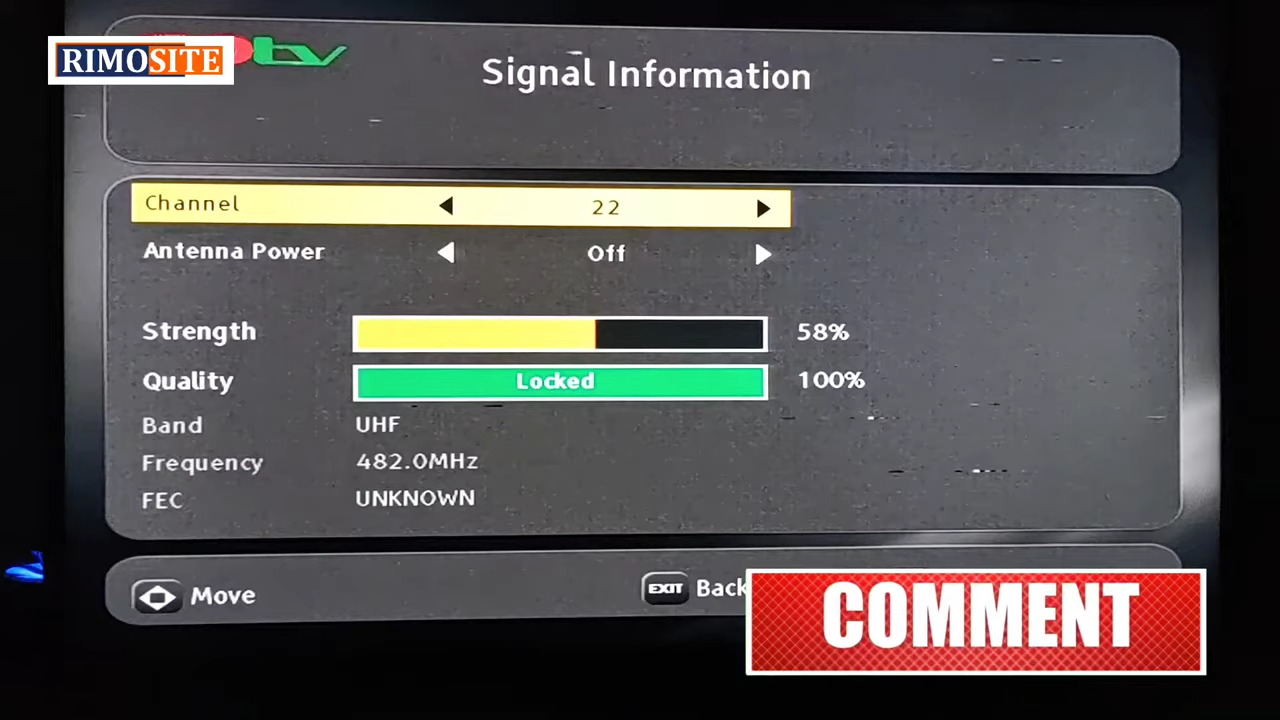 RIMOSITE
tv
Signal Information
Channel 22
Antenna Power Off
Strength 58%
Quality Locked 100%
Band UHF
Frequency 482.0MHz
FEC UNKNOWN
Move
EXIT Back
COMMENT